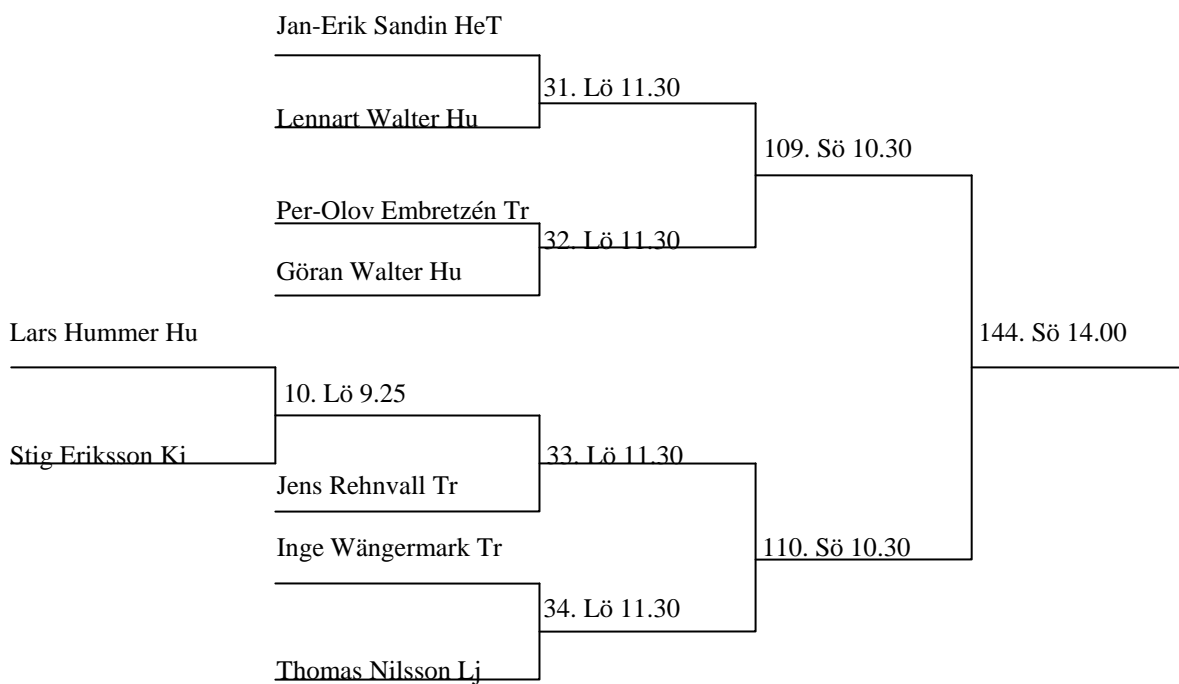 Jan-Erik Sandin HeT
31. Lö 11.30
Lennart Walter Hu
109. Sö 10.30
Per-Olov Embretzén Tr
32. Lö 11.30
Göran Walter Hu
Lars Hummer Hu
144. Sö 14.00
10. Lö 9.25
Stig Eriksson Ki
33. Lö 11.30
Jens Rehnvall Tr
Inge Wängermark Tr
110. Sö 10.30
34. Lö 11.30
Thomas Nilsson Lj